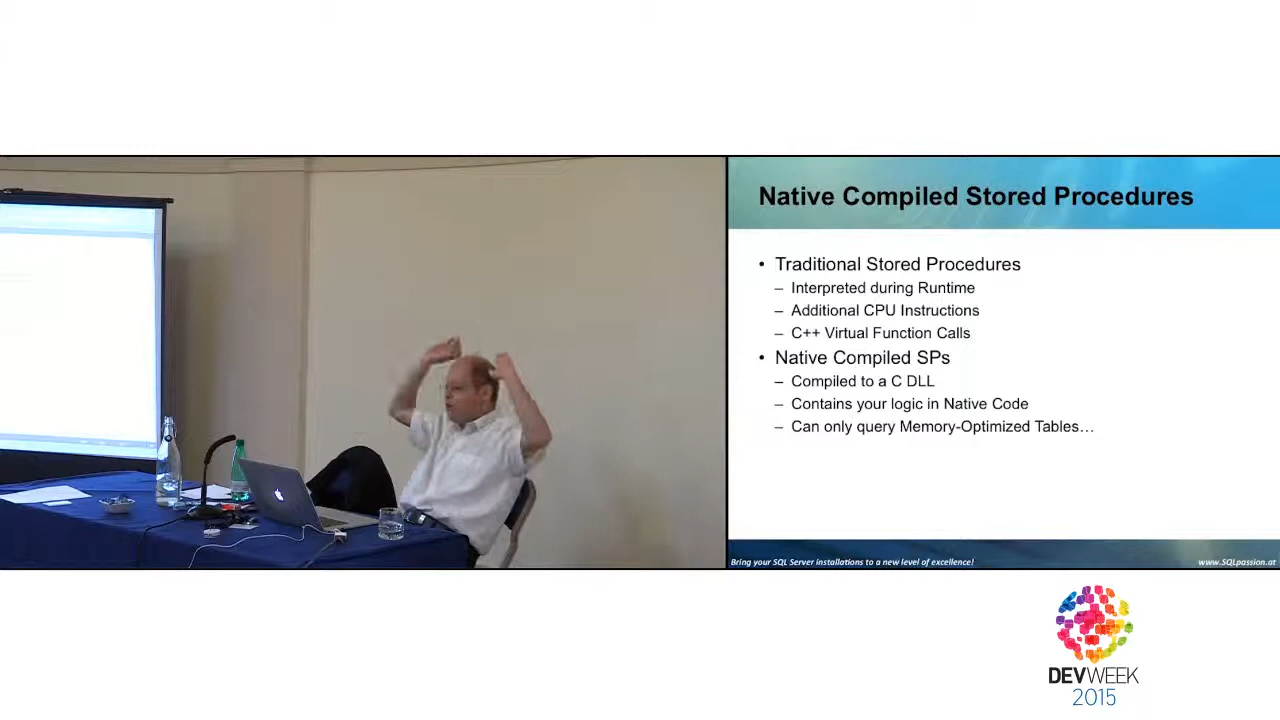 Native Compiled Stored Procedures
• Traditional Stored Procedures
– Interpreted during Runtime
– Additional CPU Instructions
– C++ Virtual Function Calls
• Native Compiled SPs
– Compiled to a C DLL
– Contains your logic in Native Code
– Can only query Memory-Optimized Tables…
Bring your SQL Server installations to a new level of excellence!
www.SQLpassion.at
DEVWEEK
2015